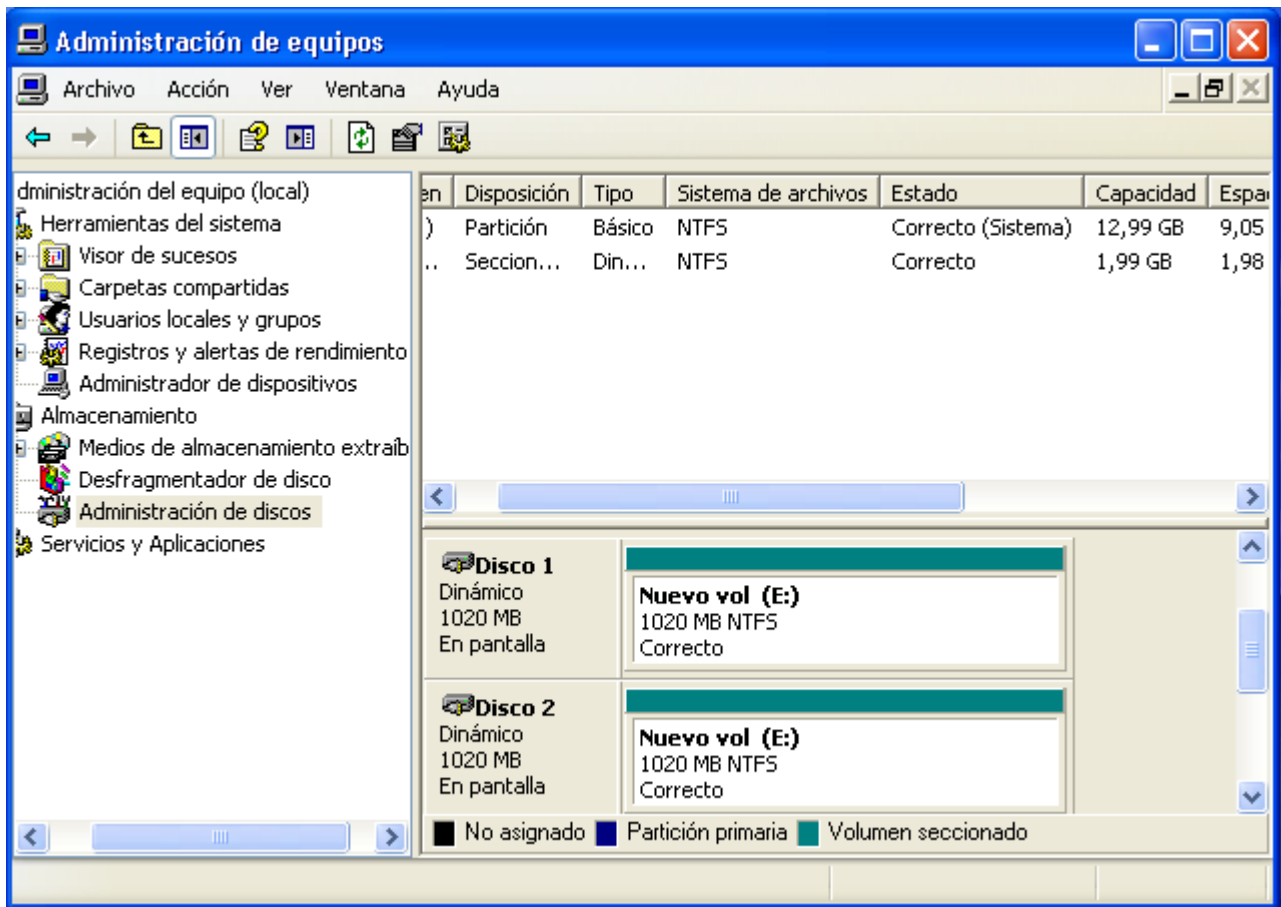 Administración de equipos
Archivo Acción Ver Ventana Ayuda
dministración del equipo (local)
Herramientas del sistema
Visor de sucesos
Carpetas compartidas
Usuarios locales y grupos
Registros y alertas de rendimiento
Administrador de dispositivos
Almacenamiento
Medios de almacenamiento extraíb
Desfragmentador de disco
Administración de discos
Servicios y Aplicaciones
en Disposición Tipo Sistema de archivos Estado Capacidad Espa
) Partición Básico NTFS Correcto (Sistema) 12,99 GB 9,05
.. Seccion... Din... NTFS Correcto 1,99 GB 1,98
Disco 1
Dinámico
1020 MB
En pantalla
Nuevo vol (E:)
1020 MB NTFS
Correcto
Disco 2
Dinámico
1020 MB
En pantalla
Nuevo vol (E:)
1020 MB NTFS
Correcto
No asignado Partición primaria Volumen seccionado